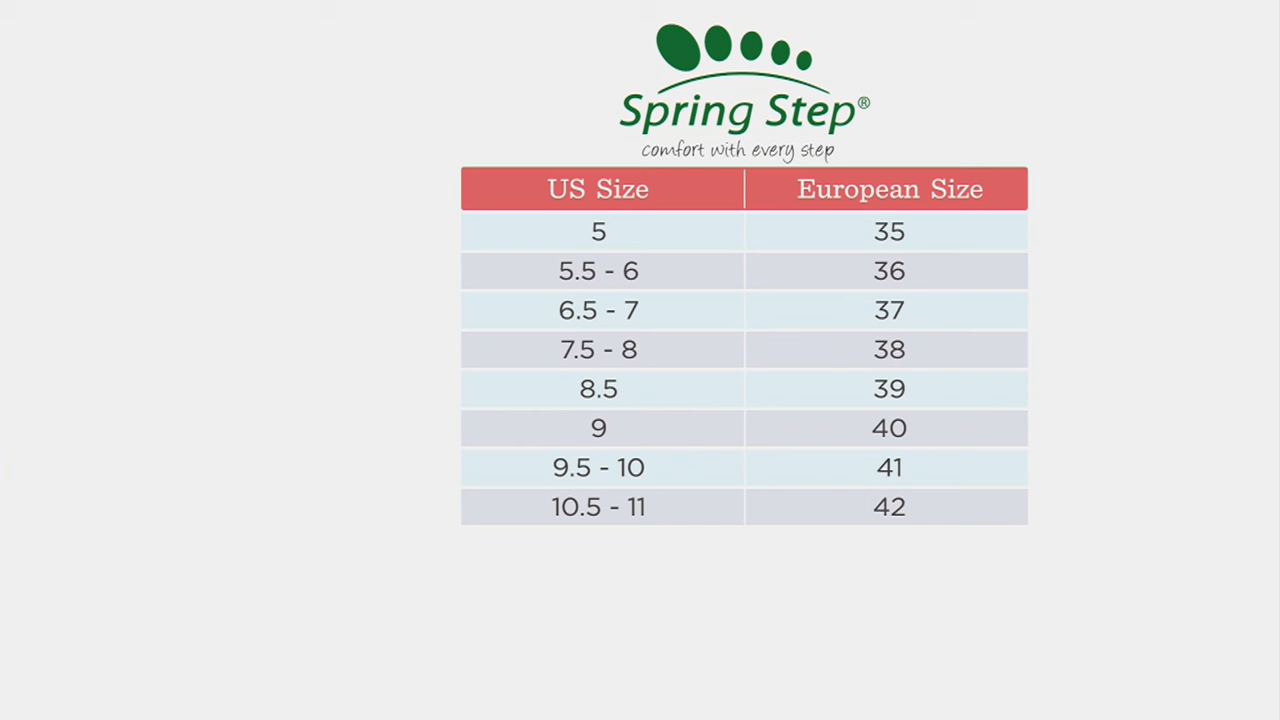 Spring Step®
comfort with every step
US Size European Size
5 35
5.5 - 6 36
6.5 - 7 37
7.5 - 8 38
8.5 39
9 40
9.5 - 10 41
10.5 - 11 42